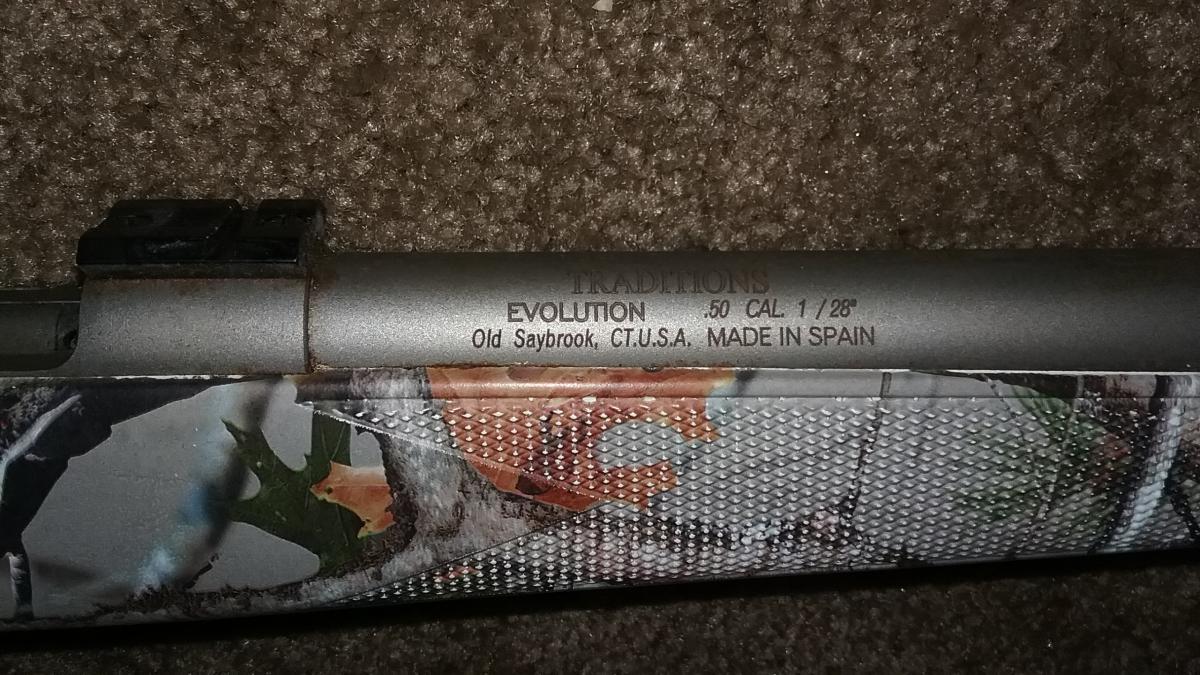 TRADITIONS
EVOLUTION .50 CAL. 1 / 28"
Old Saybrook, CT.U.S.A. MADE IN SPAIN